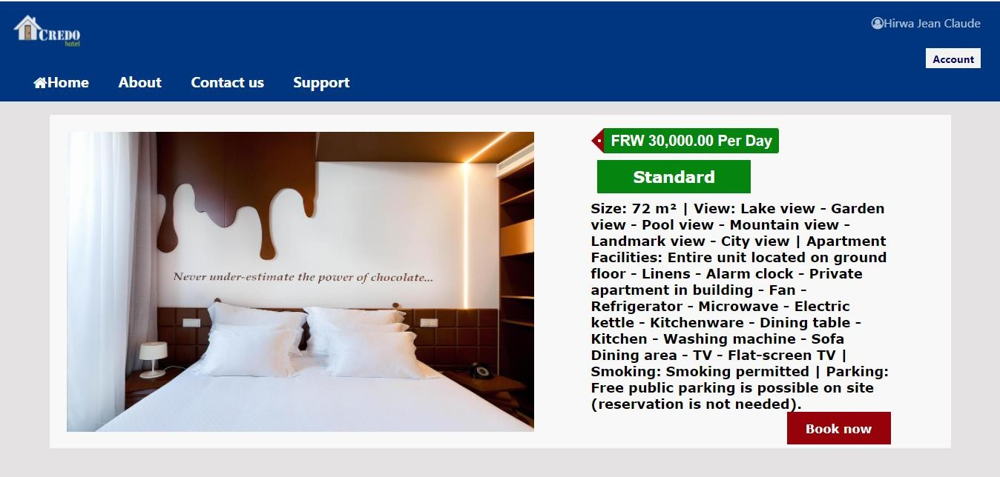 CREDO
hotel
Hirwa Jean Claude
Account
Home About Contact us Support
FRW 30,000.00 Per Day
Standard
Size: 72 m² | View: Lake view - Garden
view - Pool view - Mountain view -
Landmark view - City view | Apartment
Facilities: Entire unit located on ground
floor - Linens - Alarm clock - Private
apartment in building - Fan -
Refrigerator - Microwave - Electric
kettle - Kitchenware - Dining table -
Kitchen - Washing machine - Sofa
Dining area - TV - Flat-screen TV |
Smoking: Smoking permitted | Parking:
Free public parking is possible on site
(reservation is not needed).
Book now
Never under-estimate the power of chocolate...